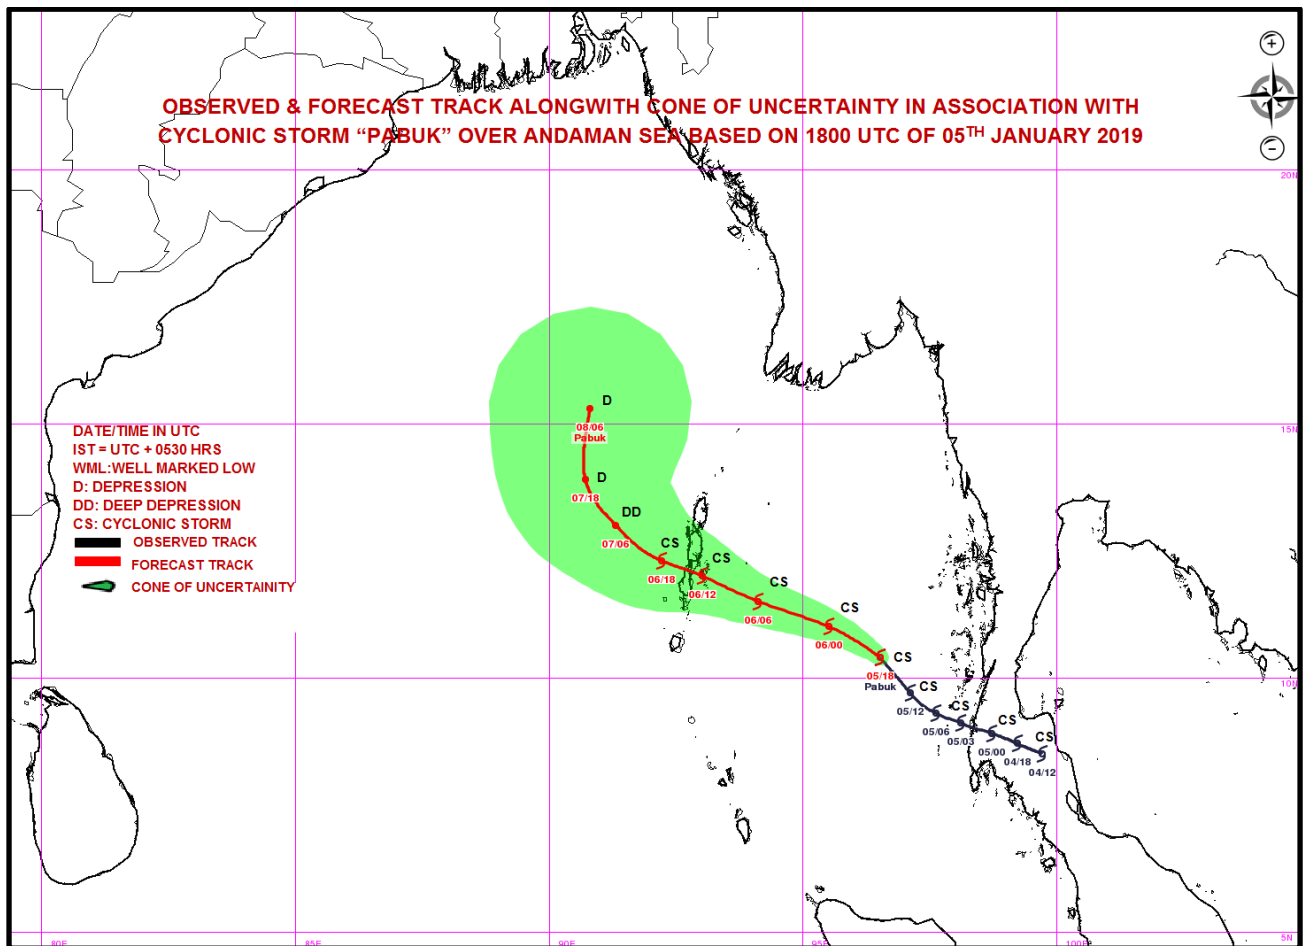 OBSERVED & FORECAST TRACK ALONGWITH CONE OF UNCERTAINTY IN ASSOCIATION WITH
CYCLONIC STORM “PABUK” OVER ANDAMAN SEA BASED ON 1800 UTC OF 05TH JANUARY 2019
+
−
20N
15N
DATE/TIME IN UTC
IST = UTC + 0530 HRS
WML:WELL MARKED LOW
D: DEPRESSION
DD: DEEP DEPRESSION
CS: CYCLONIC STORM
OBSERVED TRACK
FORECAST TRACK
CONE OF UNCERTAINITY
D
08/06
Pabuk
D
07/18
DD
07/06
CS
06/18
CS
06/12
CS
06/06
CS
06/00
CS
05/18
Pabuk
10N
CS
05/12
CS
05/06
05/03
CS
05/00
04/18
CS
04/12
5N
80E
85E
90E
95E
100E